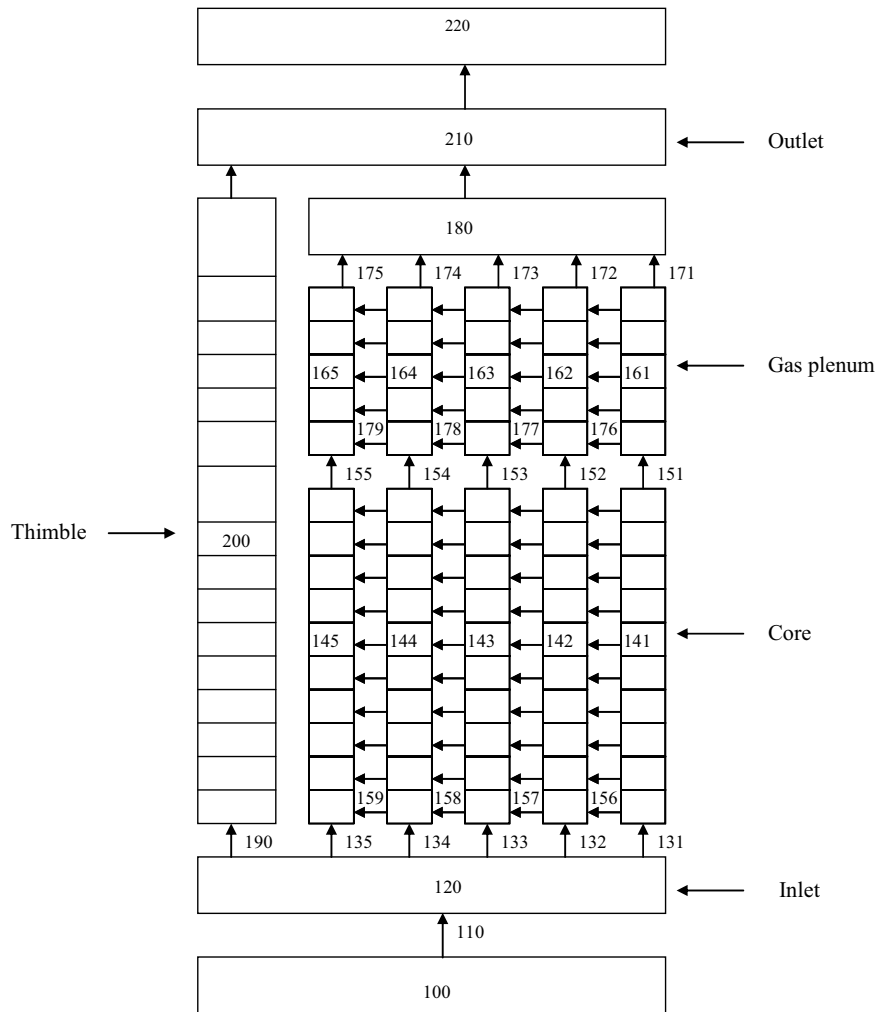 220
210
Outlet
180
175 174 173 172 171
165 164 163 162 161
Gas plenum
179 178 177 176
155 154 153 152 151
Thimble
200
145 144 143 142 141
Core
159 158 157 156
190 135 134 133 132 131
120
Inlet
110
100